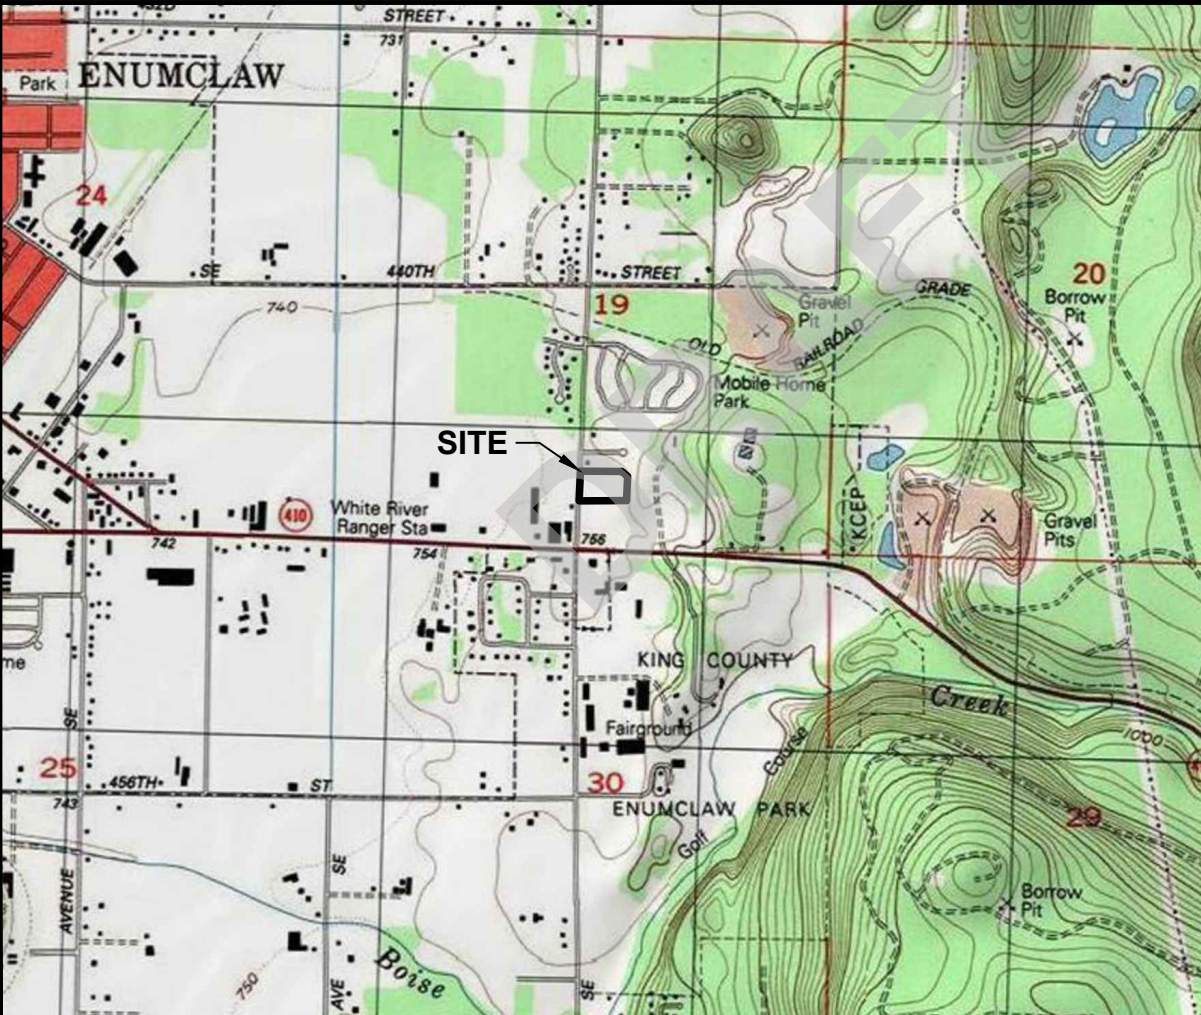 STREET
731
Park
ENUMCLAW
24
SE
440TH
STREET
740
19
Gravel
Pit
GRADE
20
Borrow
Pit
OLD
RAILROAD
Mobile Home
Park
SITE
KCEP
410
White River
Ranger Sta
742
754
756
Gravel
Pits
KING COUNTY
Creek
1000
Fairground
Course
SE
25
456TH
ST
743
30
ENUMCLAW PARK
29
Golf
SE
AVENUE
Borrow
Pit
Boise
750
AVE
SE
DRAFT